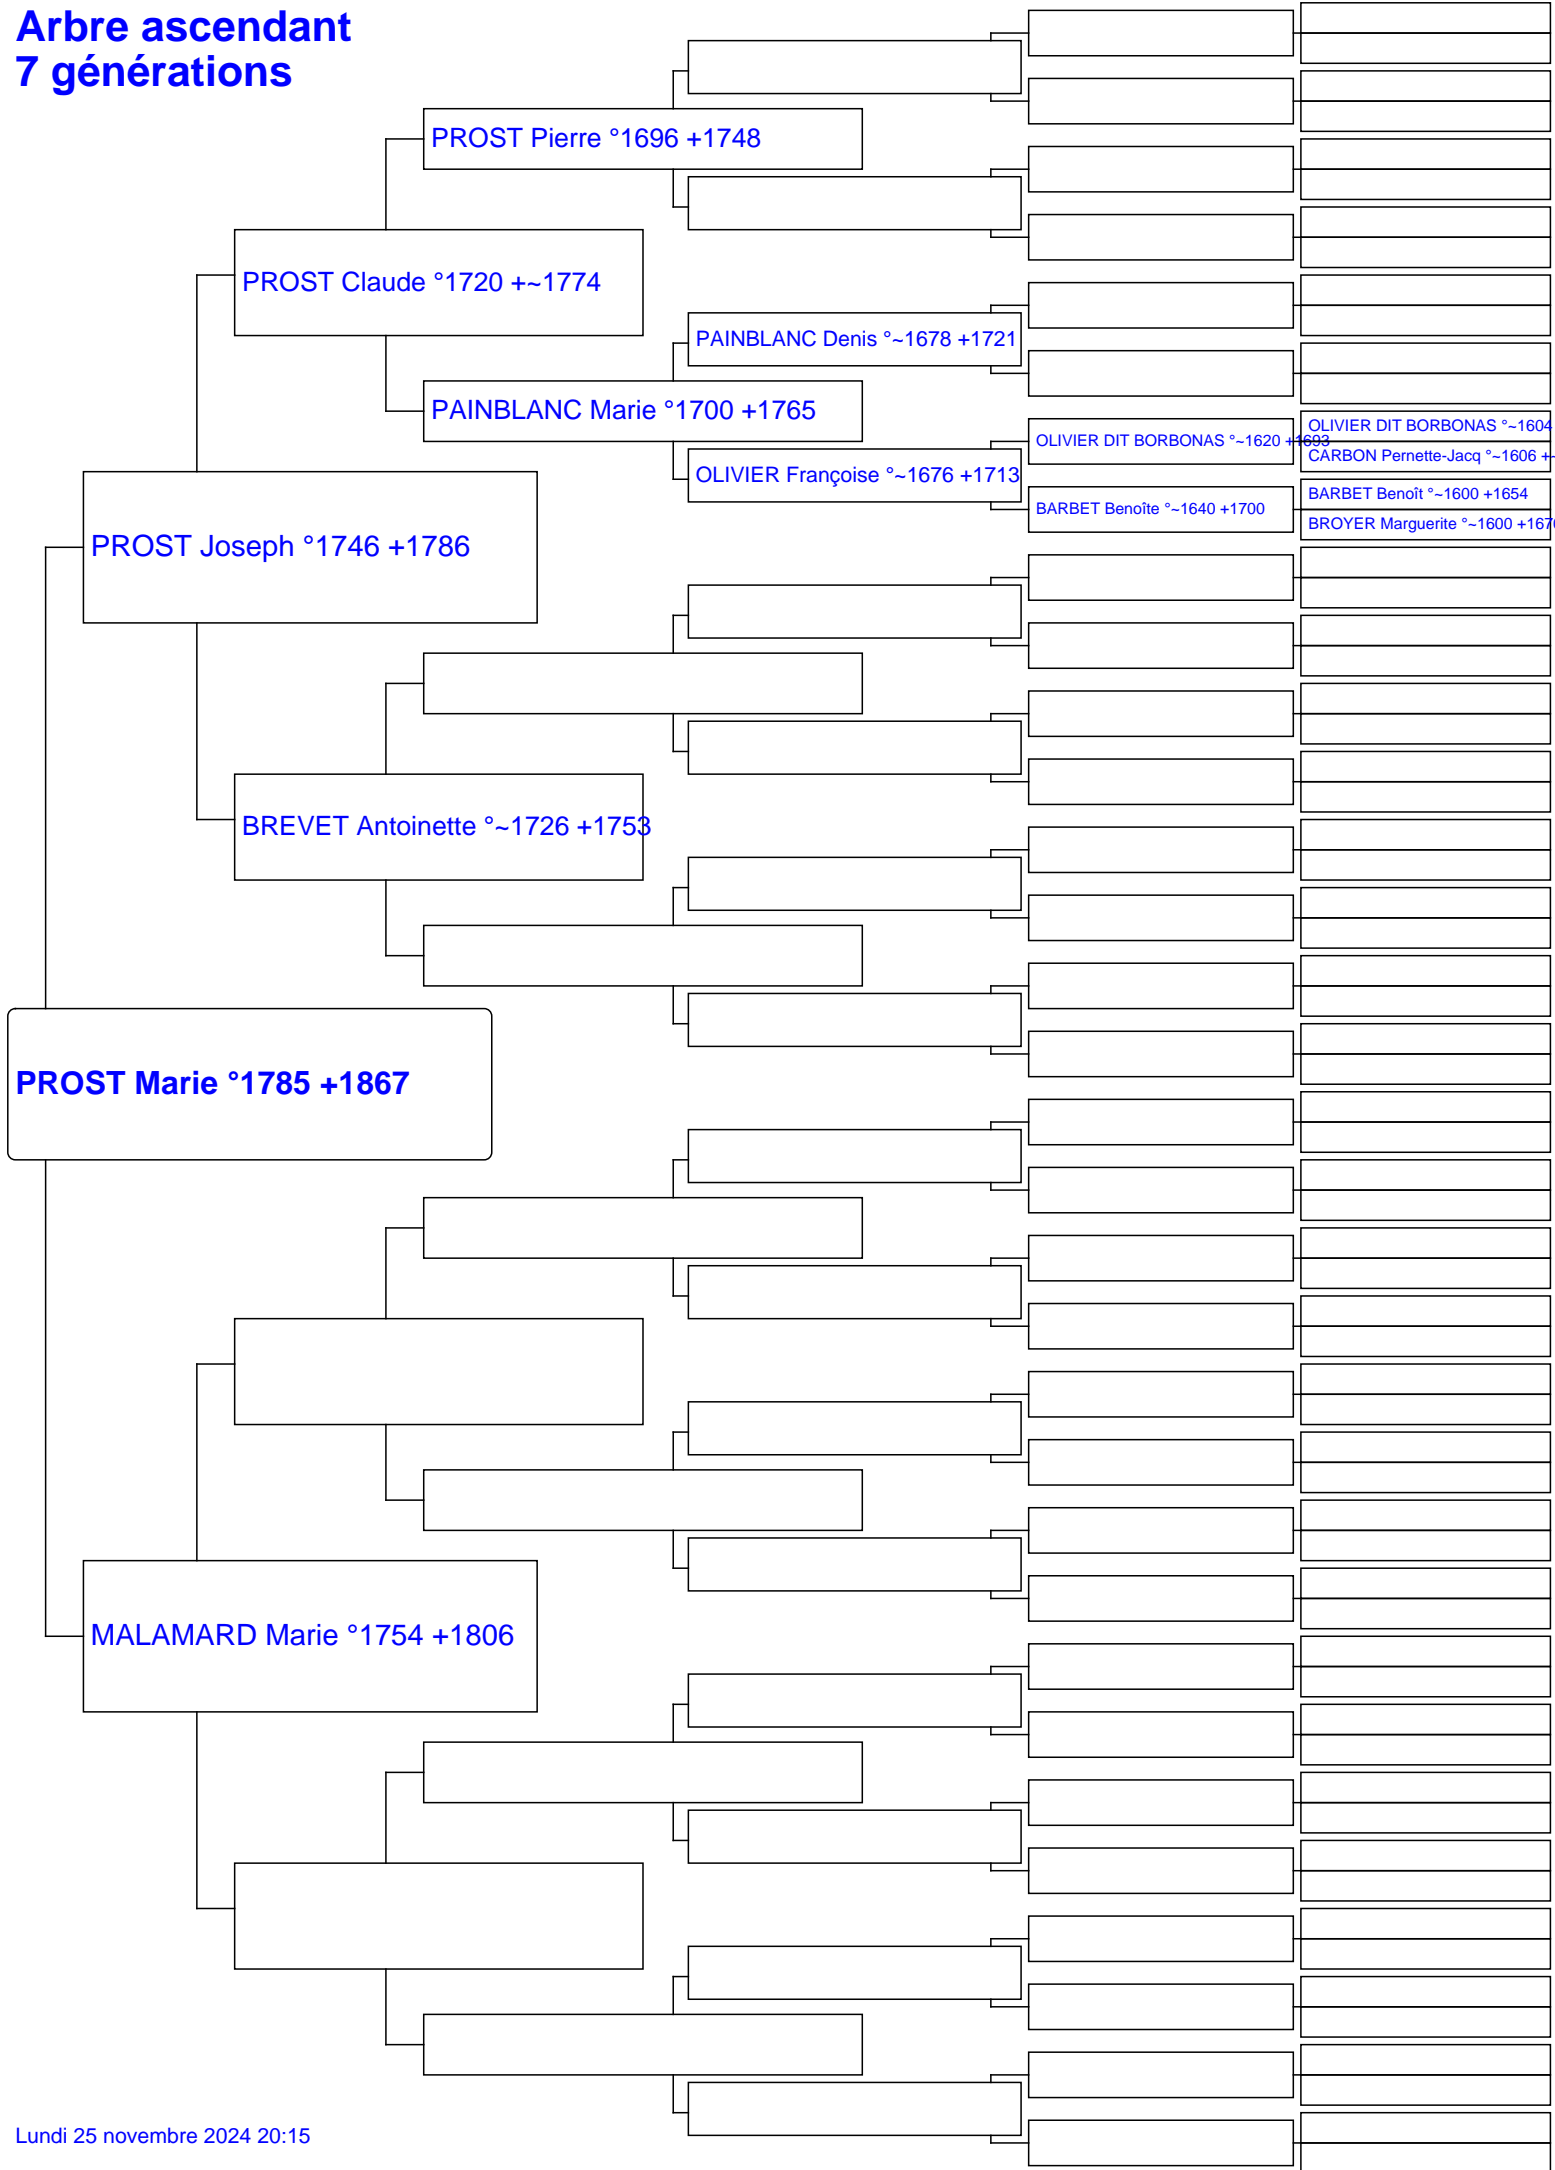 Arbre ascendant
7 générations
PROST Pierre °1696 +1748
PROST Claude °1720 +~1774
PAINBLANC Denis °~1678 +1721
PAINBLANC Marie °1700 +1765
OLIVIER DIT BORBONAS °~1604
OLIVIER DIT BORBONAS °~1620 +1693
CARBON Pernette-Jacq °~1606 +
OLIVIER Françoise °~1676 +1713
BARBET Benoît °~1600 +1654
BARBET Benoîte °~1640 +1700
BROYER Marguerite °~1600 +167
PROST Joseph °1746 +1786
BREVET Antoinette °~1726 +1753
PROST Marie °1785 +1867
MALAMARD Marie °1754 +1806
Lundi 25 novembre 2024 20:15